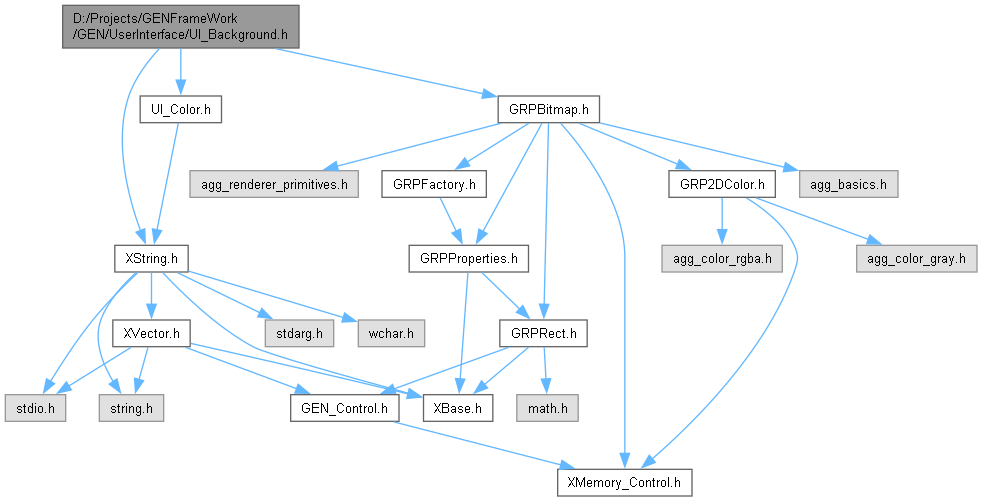 D:/Projects/GENFrameWork
/GEN/UserInterface/UI_Background.h
UI_Color.h
GRPBitmap.h
agg_renderer_primitives.h
GRPFactory.h
GRP2DColor.h
agg_basics.h
XString.h
GRPProperties.h
agg_color_rgba.h
agg_color_gray.h
XVector.h
stdarg.h
wchar.h
GRPRect.h
stdio.h
string.h
GEN_Control.h
XBase.h
math.h
XMemory_Control.h